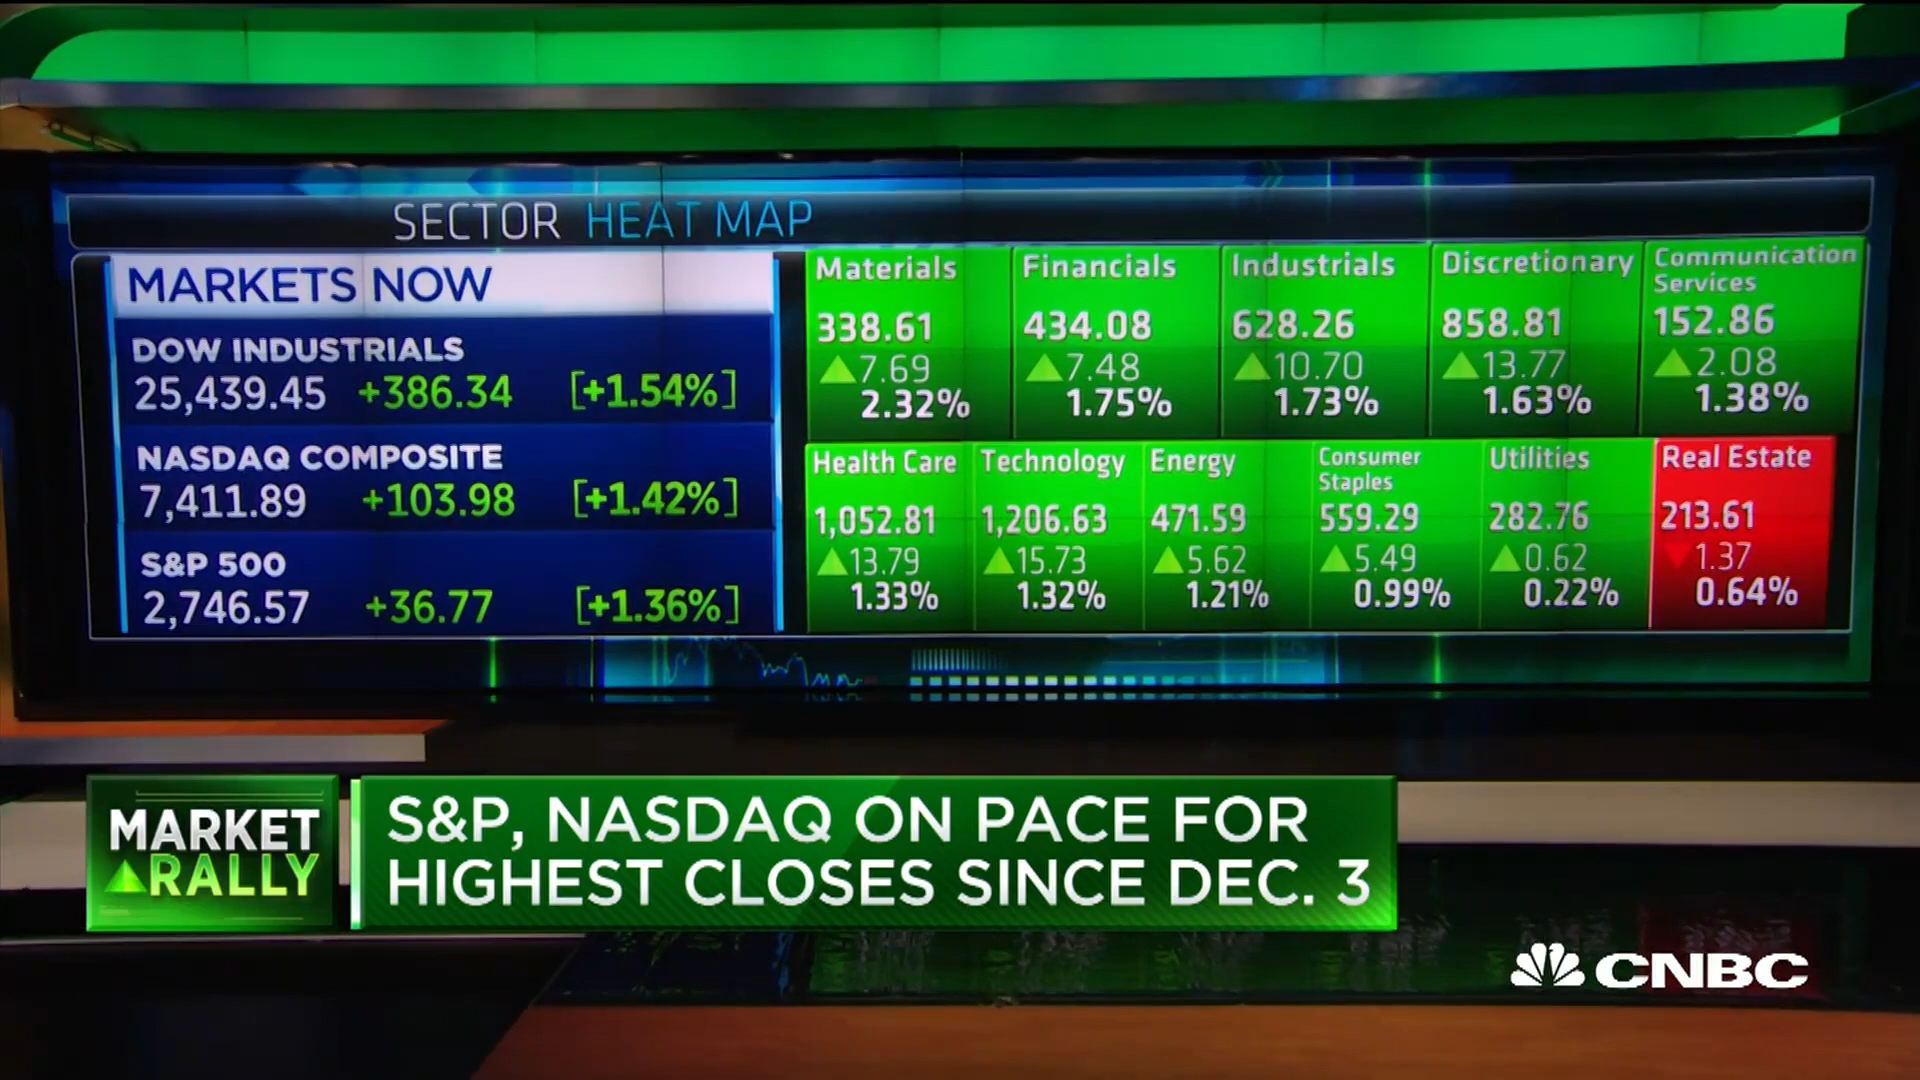 SECTOR HEAT MAP
MARKETS NOW
DOW INDUSTRIALS
25,439.45 +386.34 [+1.54%]
NASDAQ COMPOSITE
7,411.89 +103.98 [+1.42%]
S&P 500
2,746.57 +36.77 [+1.36%]
Materials
338.61
▲7.69
2.32%
Financials
434.08
▲7.48
1.75%
Industrials
628.26
▲10.70
1.73%
Discretionary
858.81
▲13.77
1.63%
Communication
Services
152.86
▲2.08
1.38%
Health Care
1,052.81
▲13.79
1.33%
Technology
1,206.63
▲15.73
1.32%
Energy
471.59
▲5.62
1.21%
Consumer
Staples
559.29
▲5.49
0.99%
Utilities
282.76
▲0.62
0.22%
Real Estate
213.61
▼1.37
0.64%
MARKET
RALLY
S&P, NASDAQ ON PACE FOR
HIGHEST CLOSES SINCE DEC. 3
CNBC